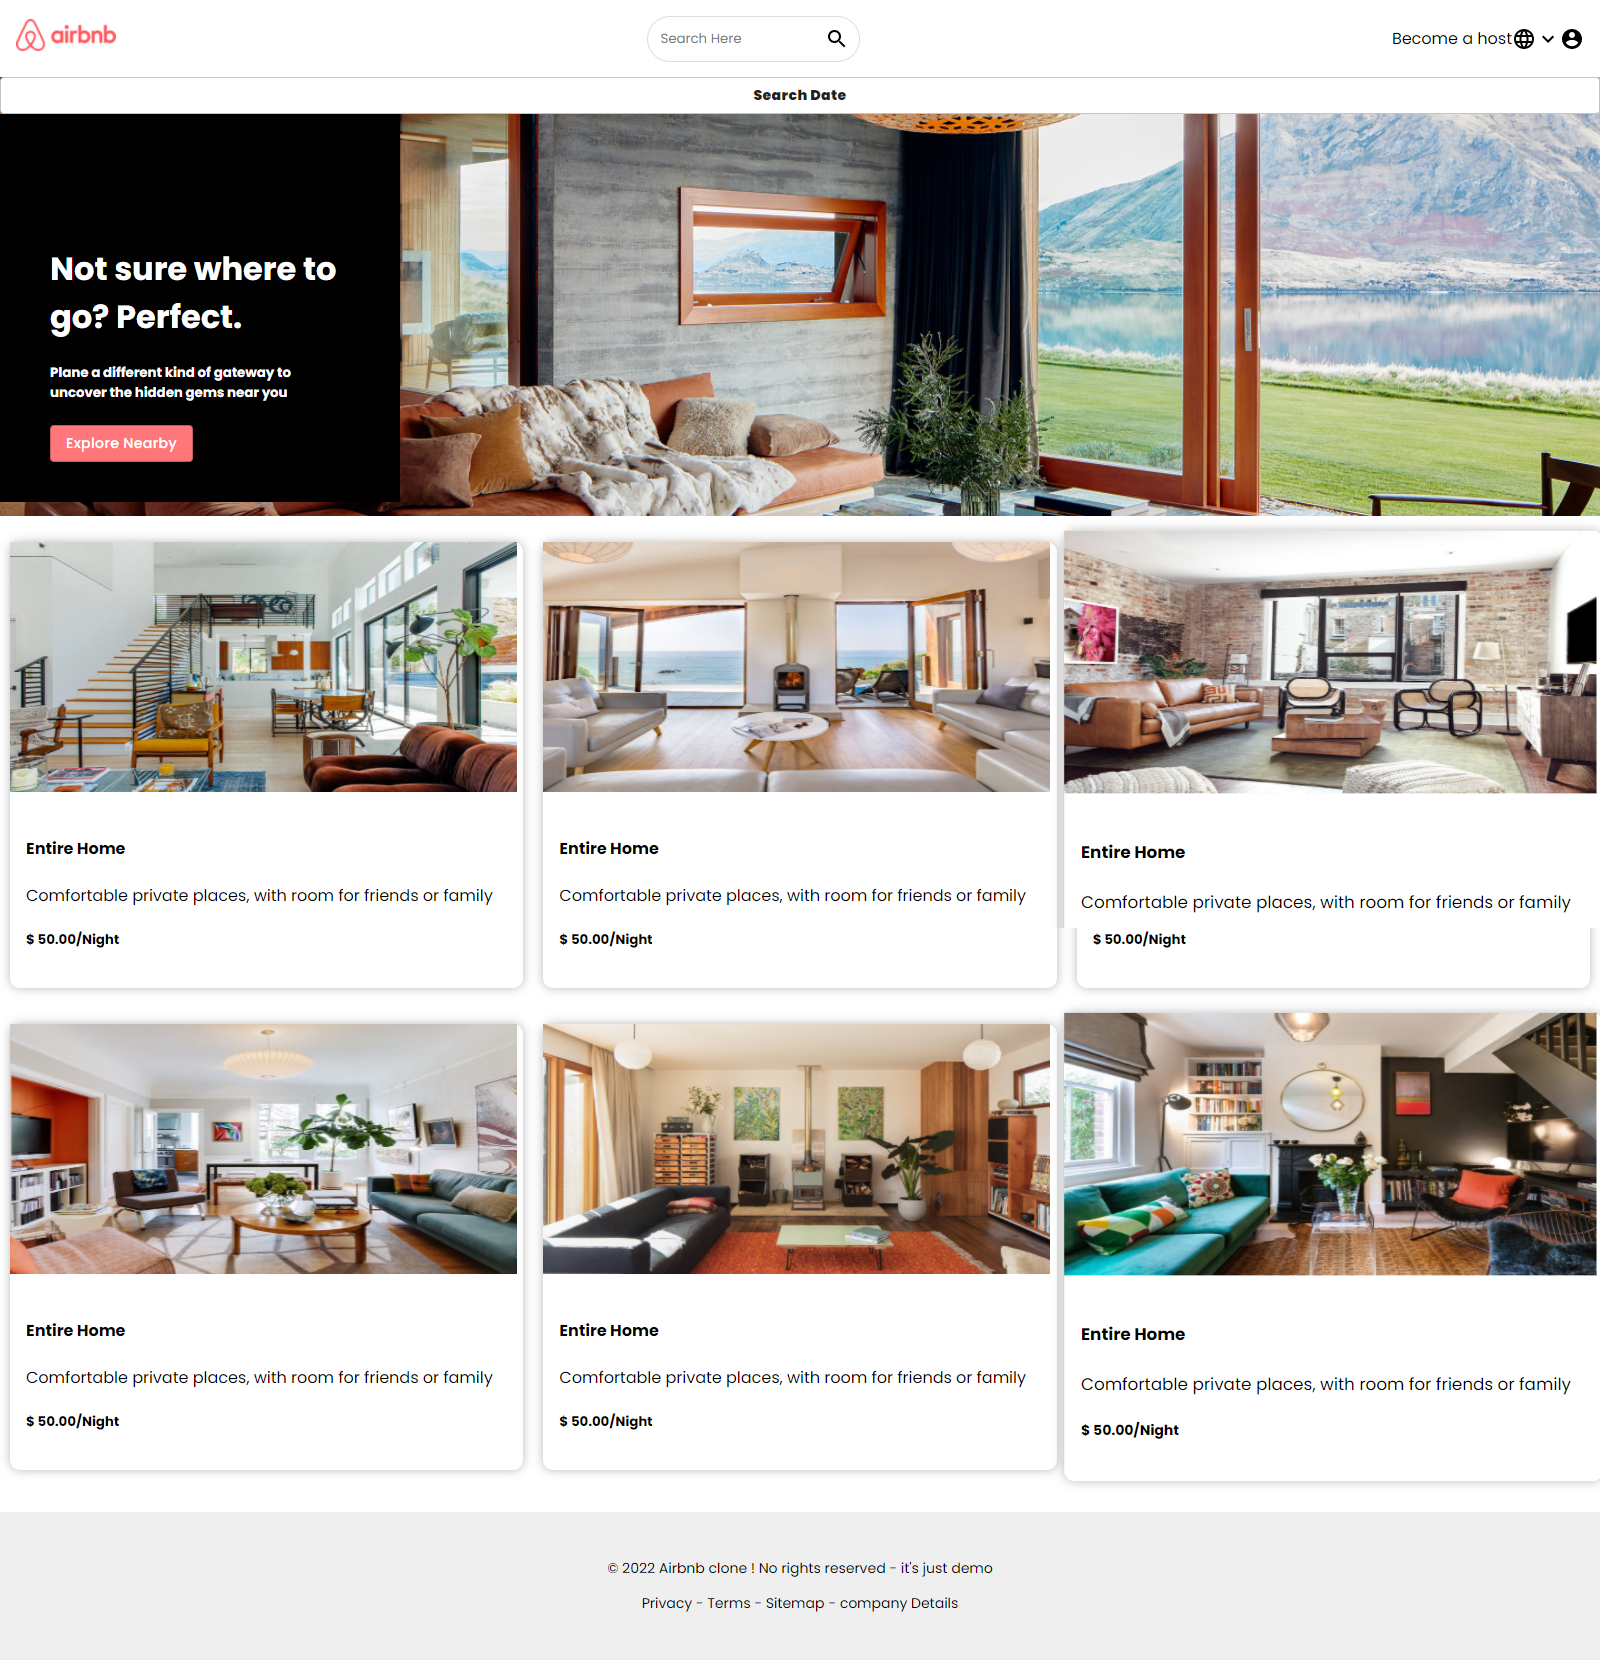 airbnb
Search Here
Become a host
Search Date
Not sure where to
go? Perfect.
Plane a different kind of gateway to
uncover the hidden gems near you
Explore Nearby
Entire Home
Comfortable private places, with room for friends or family
$ 50.00/Night
Entire Home
Comfortable private places, with room for friends or family
$ 50.00/Night
Entire Home
Comfortable private places, with room for friends or family
$ 50.00/Night
Entire Home
Comfortable private places, with room for friends or family
$ 50.00/Night
Entire Home
Comfortable private places, with room for friends or family
$ 50.00/Night
Entire Home
Comfortable private places, with room for friends or family
$ 50.00/Night
© 2022 Airbnb clone ! No rights reserved - it's just demo
Privacy - Terms - Sitemap - company Details